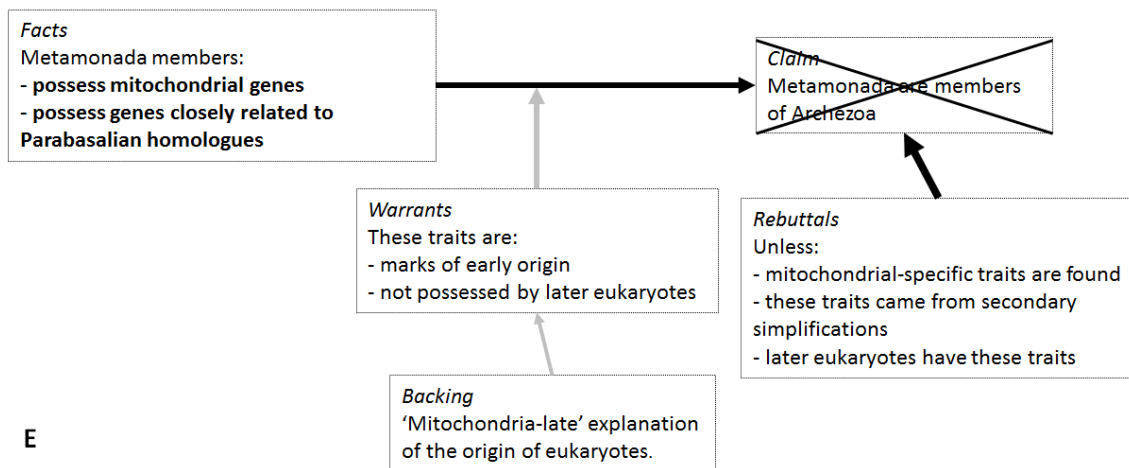 Facts
Metamonada members:
- possess mitochondrial genes
- possess genes closely related to
Parabasalian homologues
Claim
Metamonada are members
of Archezoa
Warrants
These traits are:
- marks of early origin
- not possessed by later eukaryotes
Rebuttals
Unless:
- mitochondrial-specific traits are found
- these traits came from secondary
simplifications
- later eukaryotes have these traits
Backing
‘Mitochondria-late’ explanation
of the origin of eukaryotes.
E